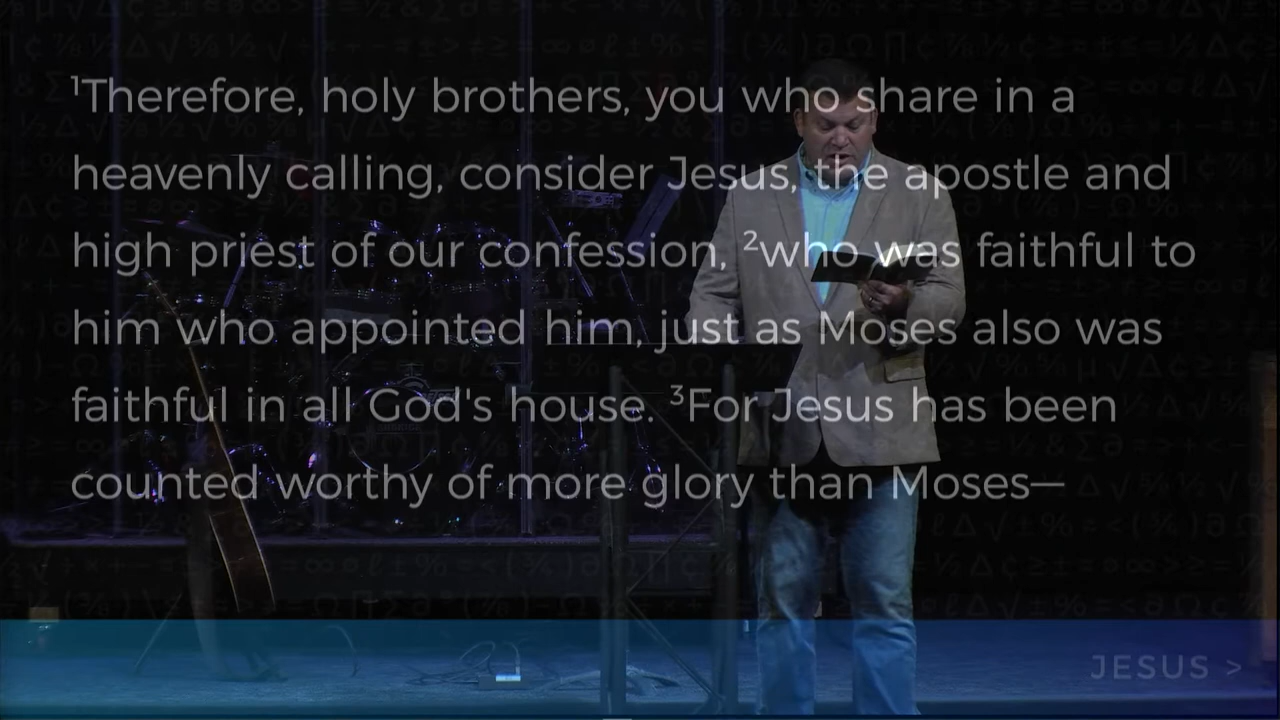 ¹Therefore, holy brothers, you who share in a
heavenly calling, consider Jesus, the apostle and
high priest of our confession, ²who was faithful to
him who appointed him, just as Moses also was
faithful in all God's house. ³For Jesus has been
counted worthy of more glory than Moses—
JESUS >